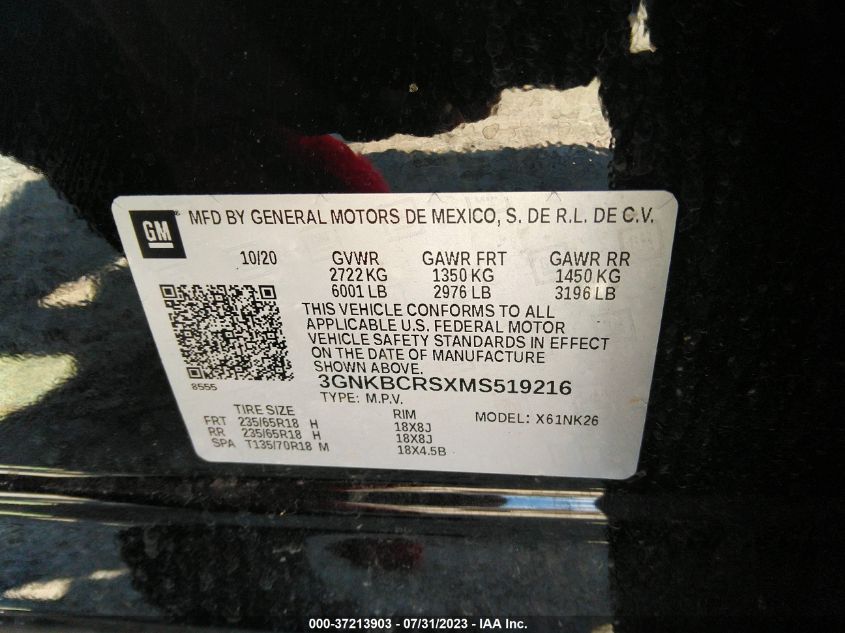 GM MFD BY GENERAL MOTORS DE MEXICO, S. DE R.L. DE C.V.
10/20 GVWR GAWR FRT GAWR RR
2722 KG 1350 KG 1450 KG
6001 LB 2976 LB 3196 LB
THIS VEHICLE CONFORMS TO ALL
APPLICABLE U.S. FEDERAL MOTOR
VEHICLE SAFETY STANDARDS IN EFFECT
ON THE DATE OF MANUFACTURE
SHOWN ABOVE.
8555
3GNKBCRSXMS519216
TYPE: M.P.V.
TIRE SIZE RIM MODEL: X61NK26
FRT 235/65R18 H 18X8J
RR 235/65R18 H 18X8J
SPA T135/70R18 M 18X4.5B
000-37213903 - 07/31/2023 - IAA Inc.